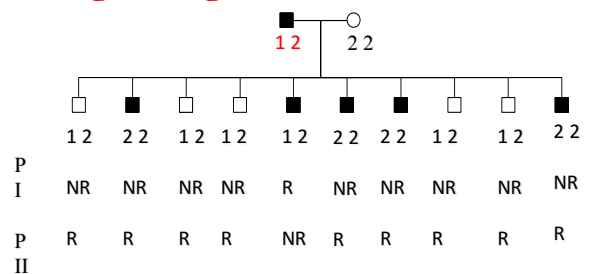 1 2 2 2
1 2 2 2 1 2 1 2 1 2 2 2 2 2 1 2 1 2 2 2
P
I NR NR NR NR R NR NR NR NR NR
P R R R R NR R R R R R
II